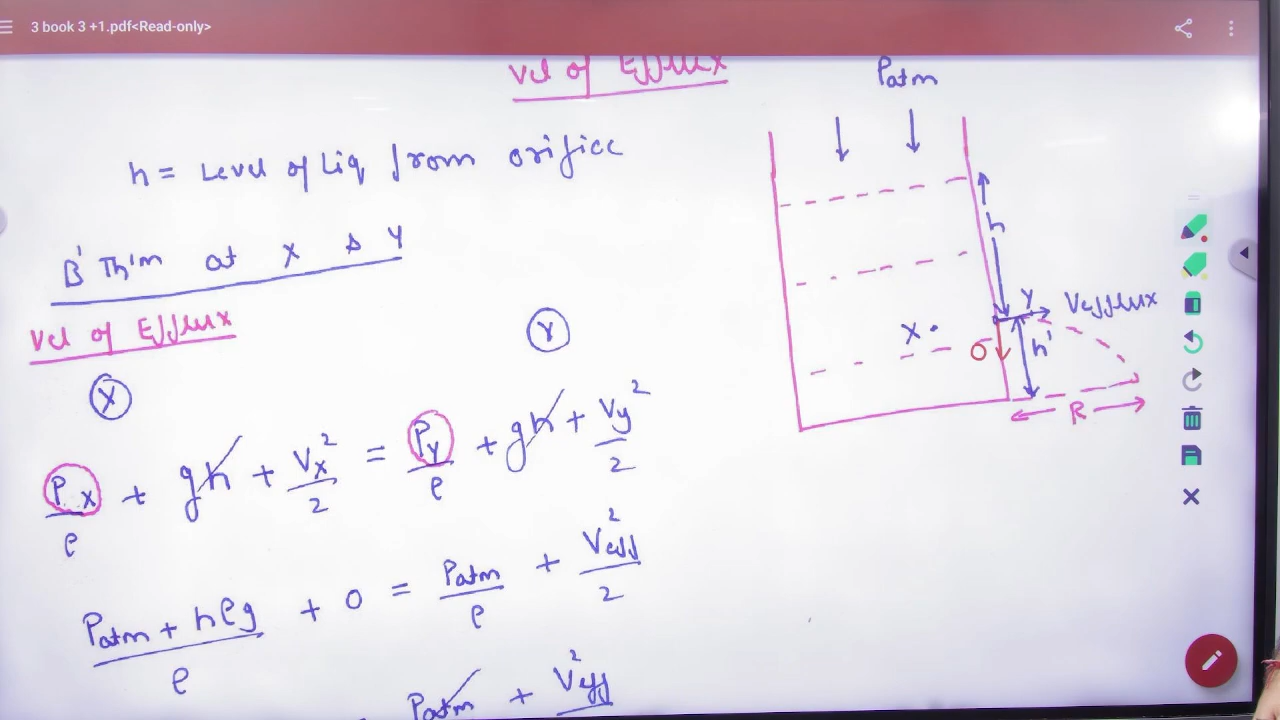 3 book 3 +1.pdf<Read-only>
Vel of Efflux
Patm
h = Level of Liq from orifice
B' Th'm at X & Y
Vel of Efflux
h
Y Vefflux
X
O h'
R
X Y
Px/ρ + gh + Vx²/2 = Py/ρ + gh + Vy²/2
Patm + hρg/ρ + 0 = Patm/ρ + Veff²/2
Patm + Veff²